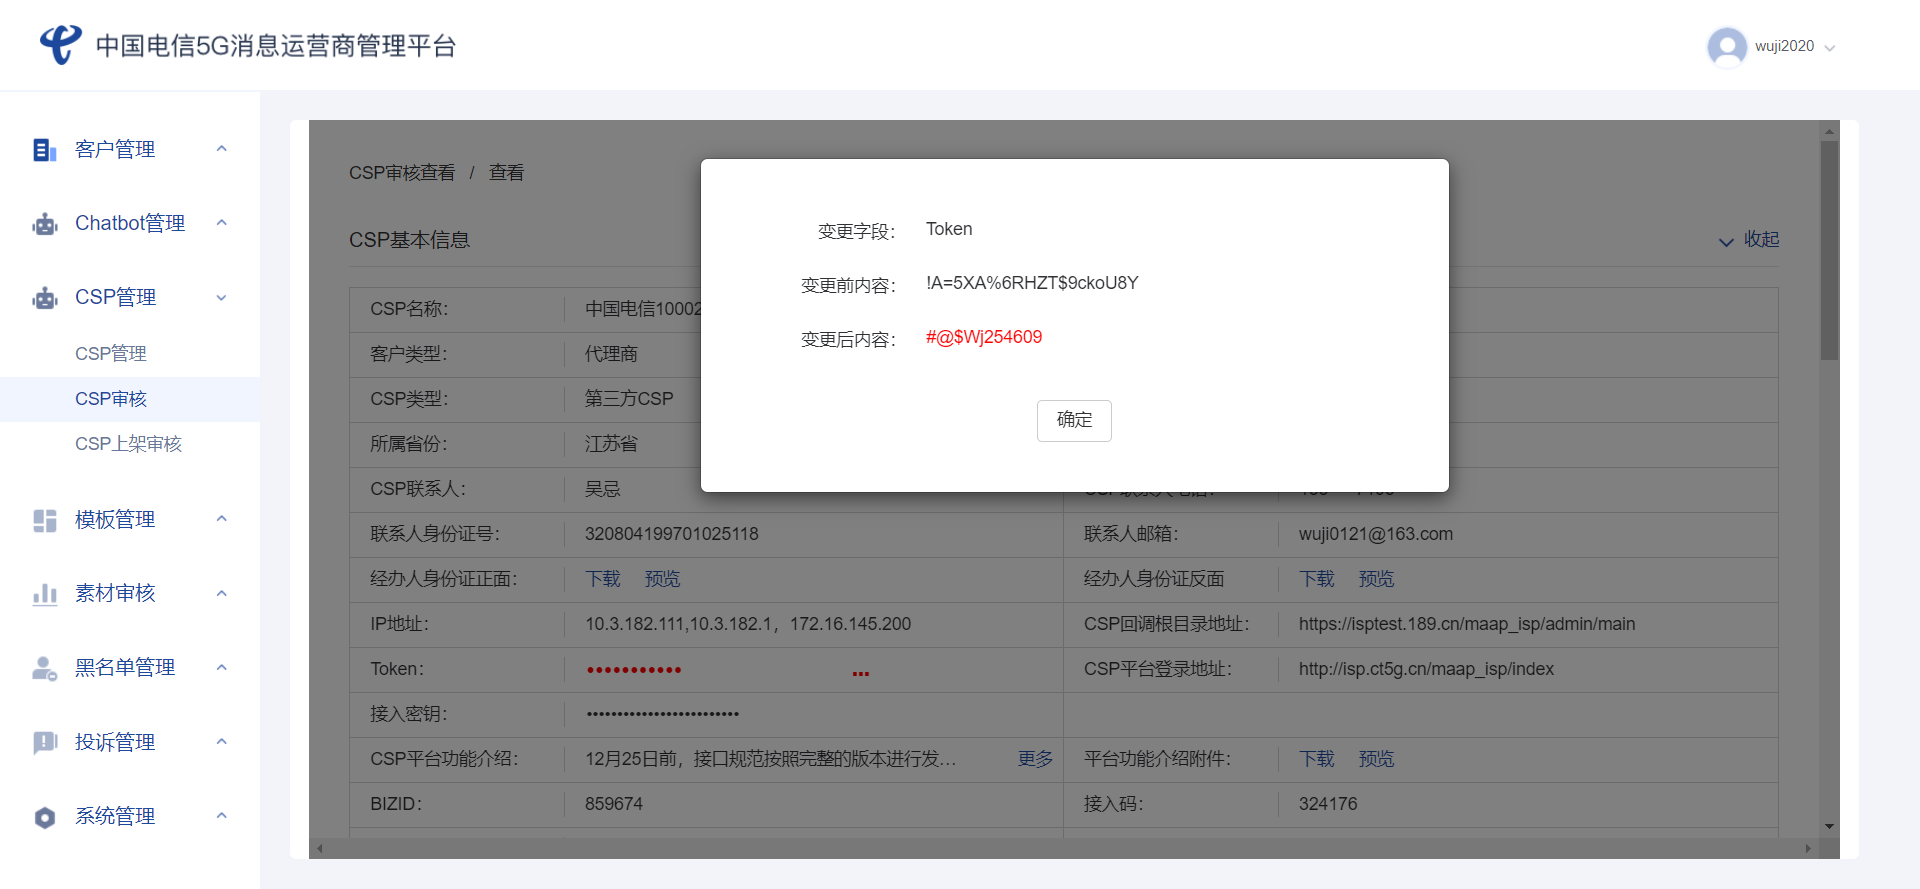 中国电信5G消息运营商管理平台
wuji2020
客户管理
Chatbot管理
CSP管理
CSP管理
CSP审核
CSP上架审核
模板管理
素材审核
黑名单管理
投诉管理
系统管理
CSP审核查看 / 查看
CSP基本信息
收起
变更字段： Token
变更前内容： !A=5XA%6RHZT$9ckoU8Y
变更后内容： #@$Wj254609
确定
CSP名称： 中国电信10002
客户类型： 代理商
CSP类型： 第三方CSP
所属省份： 江苏省
CSP联系人： 吴忌
联系人身份证号： 320804199701025118 联系人邮箱： wuji0121@163.com
经办人身份证正面： 下载 预览 经办人身份证反面 下载 预览
IP地址： 10.3.182.111,10.3.182.1，172.16.145.200 CSP回调根目录地址： https://isptest.189.cn/maap_isp/admin/main
Token： ••••••••••• ... CSP平台登录地址： http://isp.ct5g.cn/maap_isp/index
接入密钥： •••••••••••••••••••••••••
CSP平台功能介绍： 12月25日前，接口规范按照完整的版本进行发... 更多 平台功能介绍附件： 下载 预览
BIZID： 859674 接入码： 324176